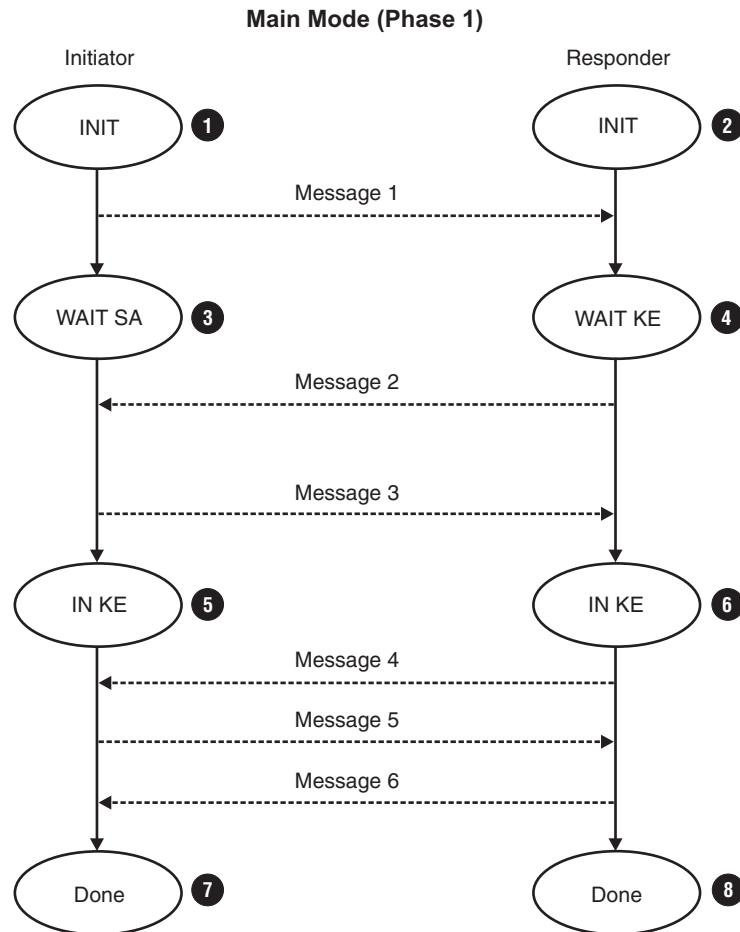 Main Mode (Phase 1)
Initiator
Responder
INIT
1
INIT
2
Message 1
WAIT SA
3
WAIT KE
4
Message 2
Message 3
IN KE
5
IN KE
6
Message 4
Message 5
Message 6
Done
7
Done
8